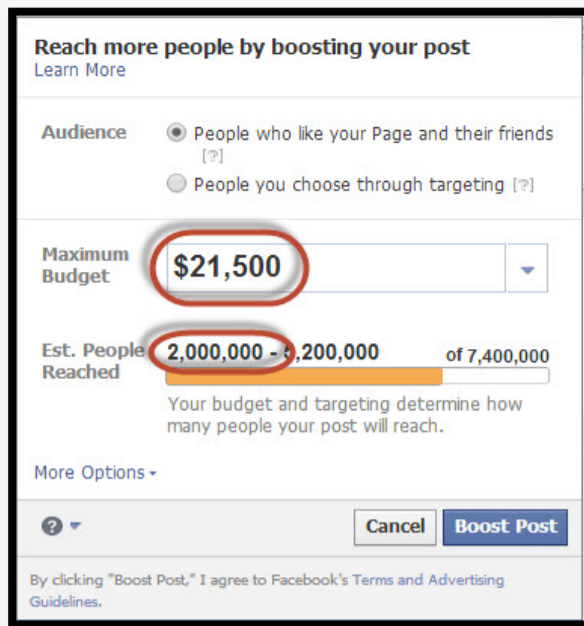 Reach more people by boosting your post
Learn More
Audience
People who like your Page and their friends
[?]
People you choose through targeting [?]
Maximum
Budget
$21,500
Est. People
Reached
2,000,000 - 5,200,000
of 7,400,000
Your budget and targeting determine how
many people your post will reach.
More Options
?
Cancel
Boost Post
By clicking "Boost Post," I agree to Facebook's Terms and Advertising
Guidelines.